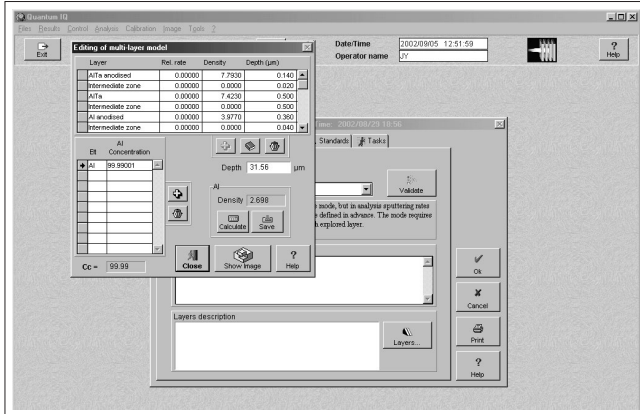 Quantum IQ
Files Results Control Analysis Calibration Image Tools ?
Exit
Date/Time 2002/09/05 12:51:59
Operator name JY
Help
Editing of multi-layer model
Layer Rel. rate Density Depth (µm)
AlTa anodised 0.00000 7.7930 0.140
Intermediate zone 0.00000 0.0000 0.020
AlTa 0.00000 7.4230 0.500
Intermediate zone 0.00000 0.0000 0.500
Al anodised 0.00000 3.9770 0.360
Intermediate zone 0.00000 0.0000 0.040
Al
Elt Concentration
Al 99.99001
Depth 31.56 µm
Al
Density 2.698
Calculate Save
Cc = 99.99
Close Show Image Help
Time: 2002/08/29 10:56
Standards Tasks
Validate
s mode, but in analysis sputtering rates
e defined in advance. The mode requires
h explored layer.
Ok
Cancel
Print
Help
Layers description
Layers...